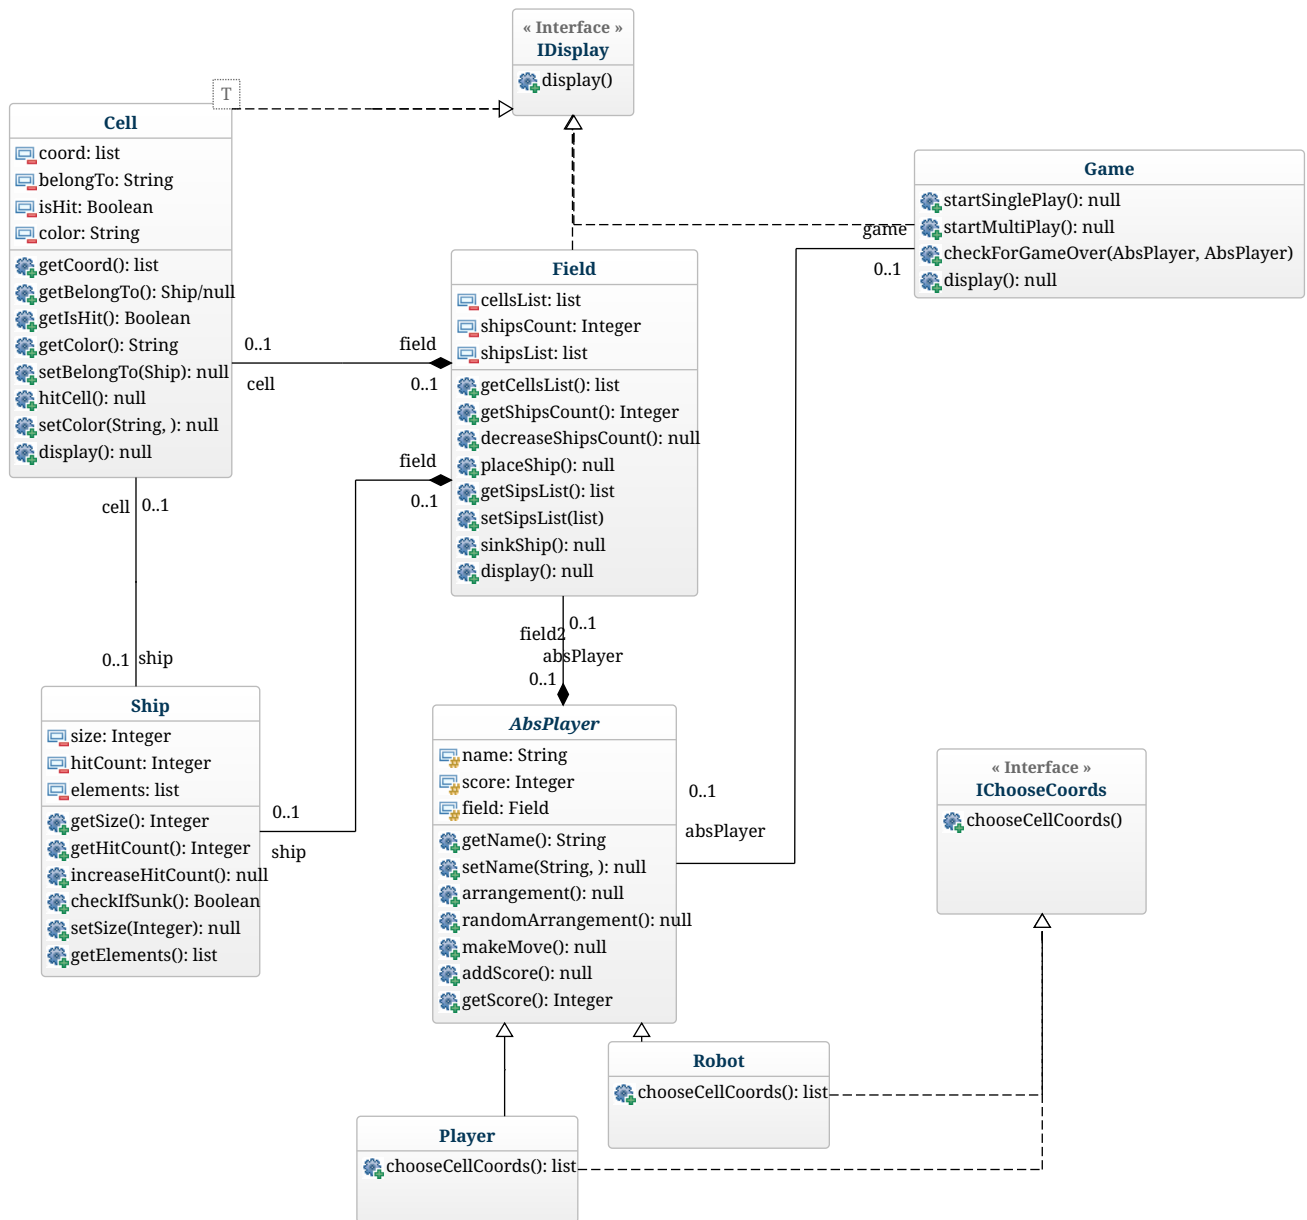 « Interface »
IDisplay
display()
T
Cell
coord: list
belongTo: String
isHit: Boolean
color: String
getCoord(): list
getBelongTo(): Ship/null
getIsHit(): Boolean
getColor(): String
setBelongTo(Ship): null
hitCell(): null
setColor(String, ): null
display(): null
Game
startSinglePlay(): null
startMultiPlay(): null
checkForGameOver(AbsPlayer, AbsPlayer)
display(): null
game
0..1
Field
cellsList: list
shipsCount: Integer
shipsList: list
getCellsList(): list
getShipsCount(): Integer
decreaseShipsCount(): null
placeShip(): null
getSipsList(): list
setSipsList(list)
sinkShip(): null
display(): null
0..1
field
cell
0..1
field
0..1
cell
0..1
0..1
ship
field2
0..1
absPlayer
0..1
Ship
size: Integer
hitCount: Integer
elements: list
getSize(): Integer
getHitCount(): Integer
increaseHitCount(): null
checkIfSunk(): Boolean
setSize(Integer): null
getElements(): list
0..1
ship
AbsPlayer
name: String
score: Integer
field: Field
getName(): String
setName(String, ): null
arrangement(): null
randomArrangement(): null
makeMove(): null
addScore(): null
getScore(): Integer
0..1
absPlayer
« Interface »
IChooseCoords
chooseCellCoords()
Robot
chooseCellCoords(): list
Player
chooseCellCoords(): list